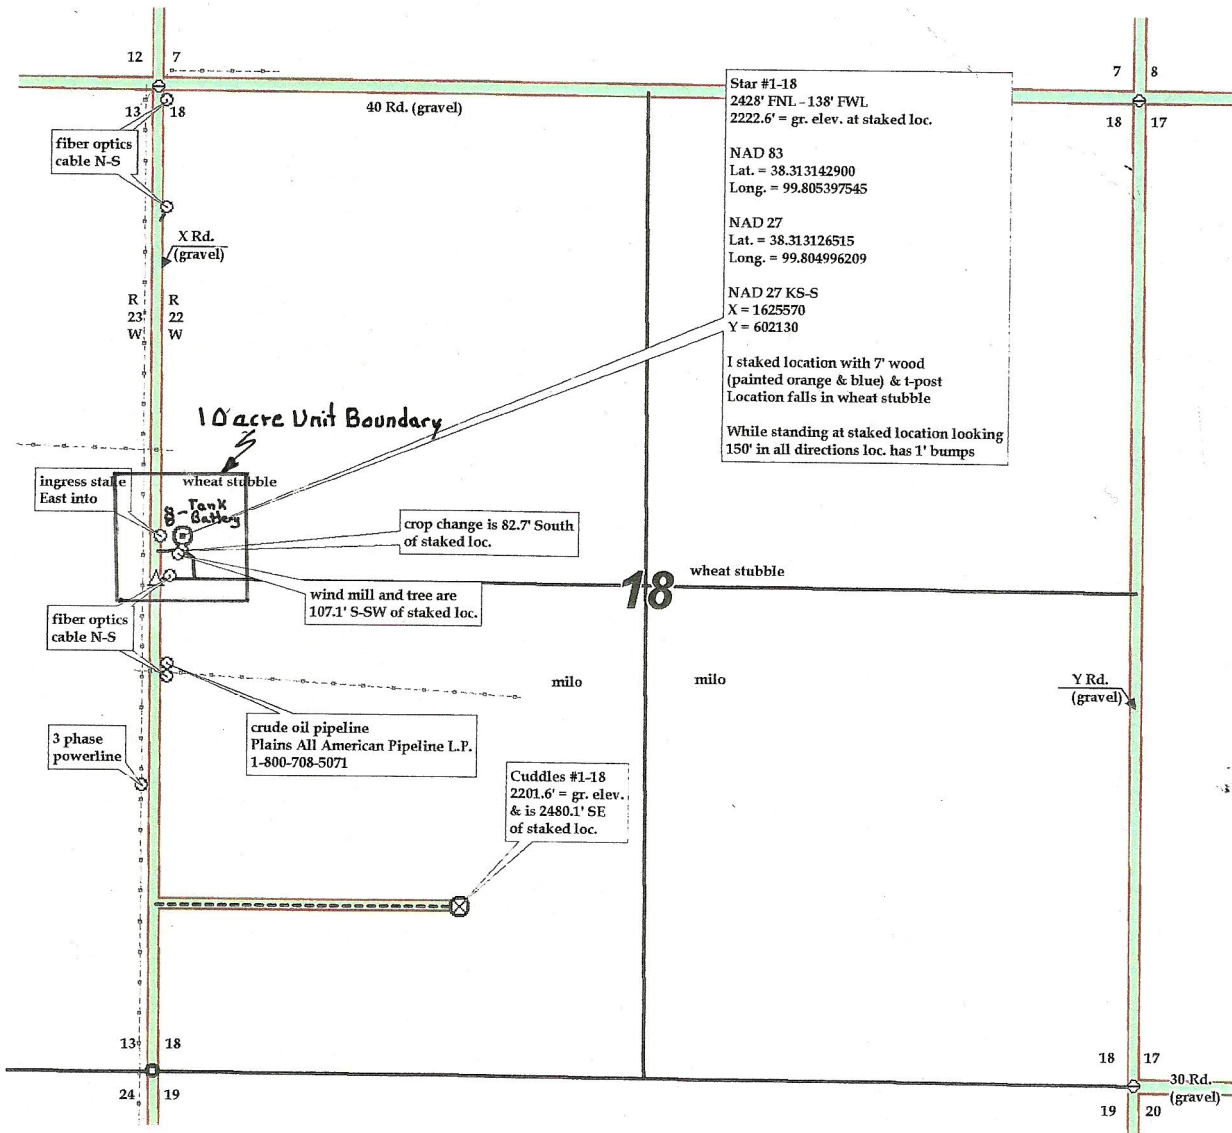 12 7
7 8
13 18
40 Rd. (gravel)
18 17
Star #1-18
2428' FNL - 138' FWL
2222.6' = gr. elev. at staked loc.
NAD 83
Lat. = 38.313142900
Long. = 99.805397545
NAD 27
Lat. = 38.313126515
Long. = 99.804996209
NAD 27 KS-S
X = 1625570
Y = 602130
I staked location with 7' wood
(painted orange & blue) & t-post
Location falls in wheat stubble
While standing at staked location looking
150' in all directions loc. has 1' bumps
fiber optics
cable N-S
X Rd.
(gravel)
R R
23 22
W W
10 acre Unit Boundary
ingress stake
East into
wheat stubble
Tank
Battery
crop change is 82.7' South
of staked loc.
wind mill and tree are
107.1' S-SW of staked loc.
18
wheat stubble
fiber optics
cable N-S
milo
milo
Y Rd.
(gravel)
crude oil pipeline
Plains All American Pipeline L.P.
1-800-708-5071
3 phase
powerline
Cuddles #1-18
2201.6' = gr. elev.
& is 2480.1' SE
of staked loc.
13 18
24 19
18 17
30 Rd.
(gravel)
19 20